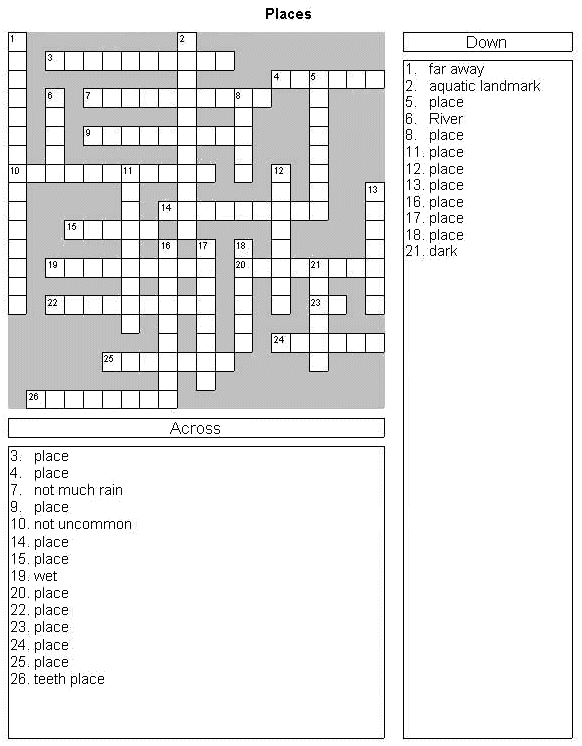 Places
1
2
3
4
5
6
7
8
9
10
11
12
13
14
15
16
17
18
19
20
21
22
23
24
25
26
Across
3. place
4. place
7. not much rain
9. place
10. not uncommon
14. place
15. place
19. wet
20. place
22. place
23. place
24. place
25. place
26. teeth place
Down
1. far away
2. aquatic landmark
5. place
6. River
8. place
11. place
12. place
13. place
16. place
17. place
18. place
21. dark